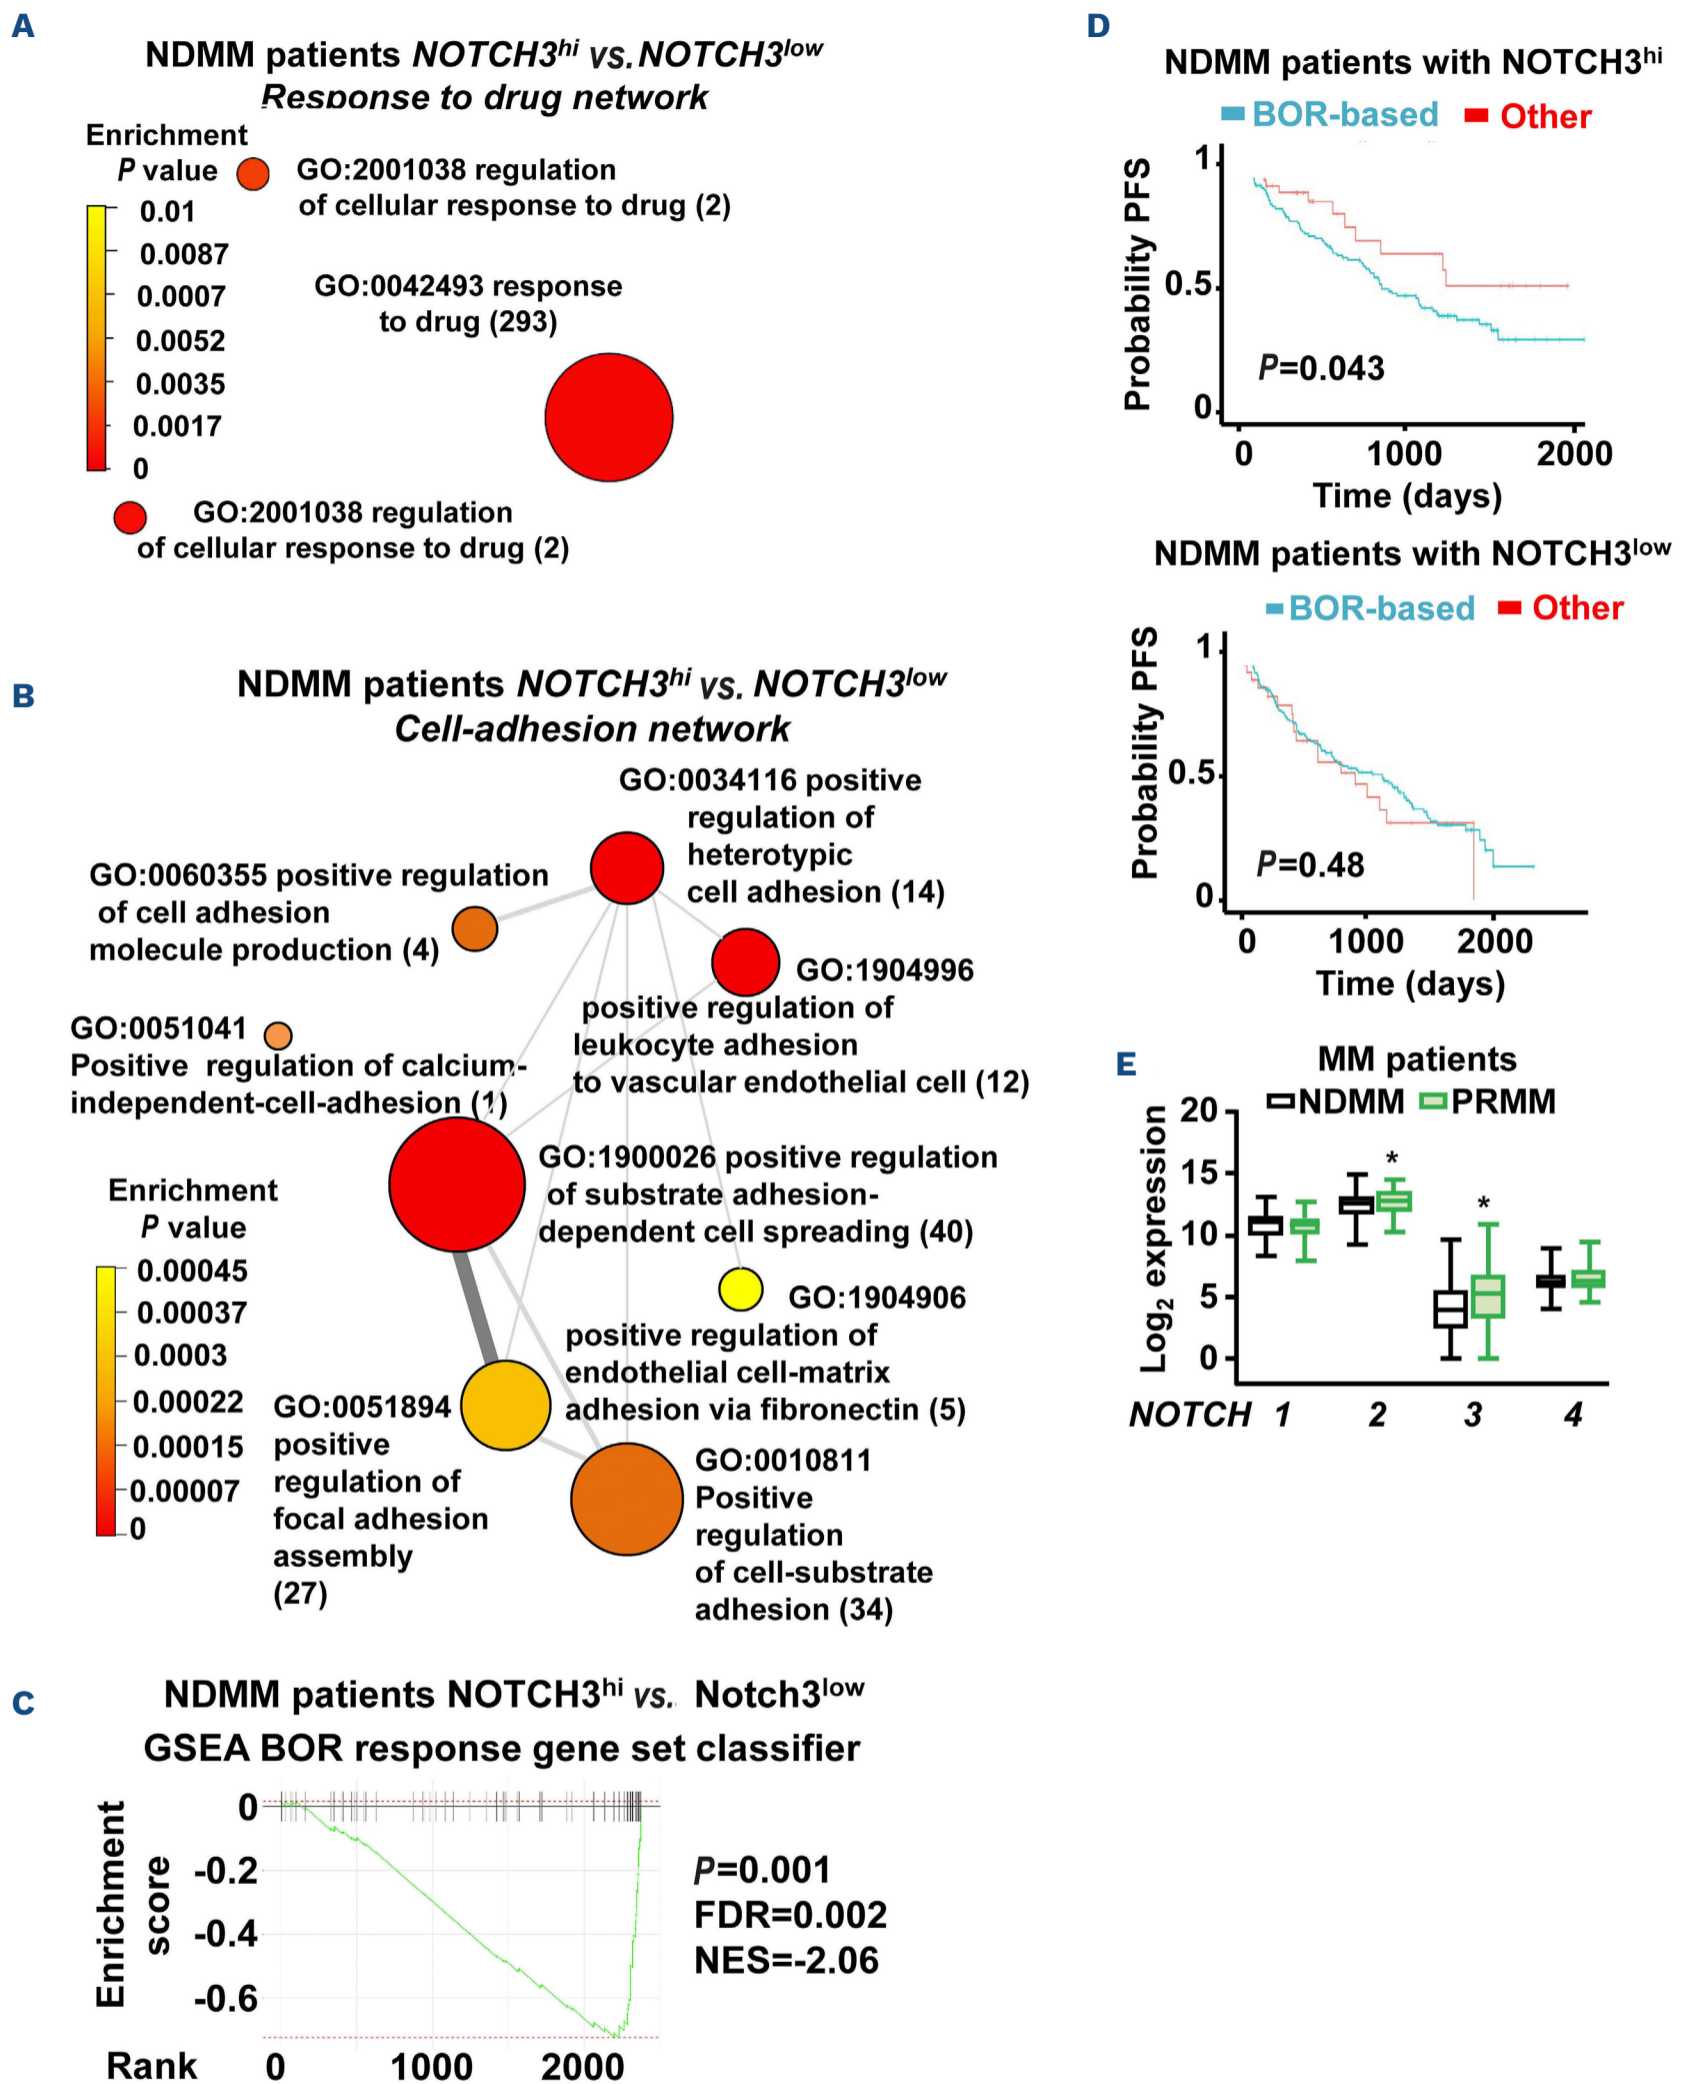 A
NDMM patients NOTCH3hi vs. NOTCH3low
Response to drug network
Enrichment
P value
0.01
0.0087
0.0007
0.0052
0.0035
0.0017
0
GO:2001038 regulation
of cellular response to drug (2)
GO:0042493 response
to drug (293)
GO:2001038 regulation
of cellular response to drug (2)
B
NDMM patients NOTCH3hi vs. NOTCH3low
Cell-adhesion network
GO:0034116 positive
regulation of
heterotypic
cell adhesion (14)
GO:0060355 positive regulation
of cell adhesion
molecule production (4)
GO:1904996
positive regulation of
leukocyte adhesion
to vascular endothelial cell (12)
GO:0051041
Positive regulation of calcium-
independent-cell-adhesion (1)
GO:1900026 positive regulation
of substrate adhesion-
dependent cell spreading (40)
Enrichment
P value
0.00045
0.00037
0.0003
0.00022
0.00015
0.00007
0
GO:1904906
positive regulation of
endothelial cell-matrix
adhesion via fibronectin (5)
GO:0051894
positive
regulation of
focal adhesion
assembly
(27)
GO:0010811
Positive
regulation
of cell-substrate
adhesion (34)
C
NDMM patients NOTCH3hi vs. Notch3low
GSEA BOR response gene set classifier
Enrichment
score
0
-0.2
-0.4
-0.6
Rank 0 1000 2000
P=0.001
FDR=0.002
NES=-2.06
D
NDMM patients with NOTCH3hi
BOR-based Other
Probability PFS
1
0.5
0
P=0.043
0 1000 2000
Time (days)
NDMM patients with NOTCH3low
BOR-based Other
Probability PFS
1
0.5
0
P=0.48
0 1000 2000
Time (days)
E
MM patients
NDMM PRMM
Log2 expression
20
15
10
5
0
*
*
NOTCH 1 2 3 4